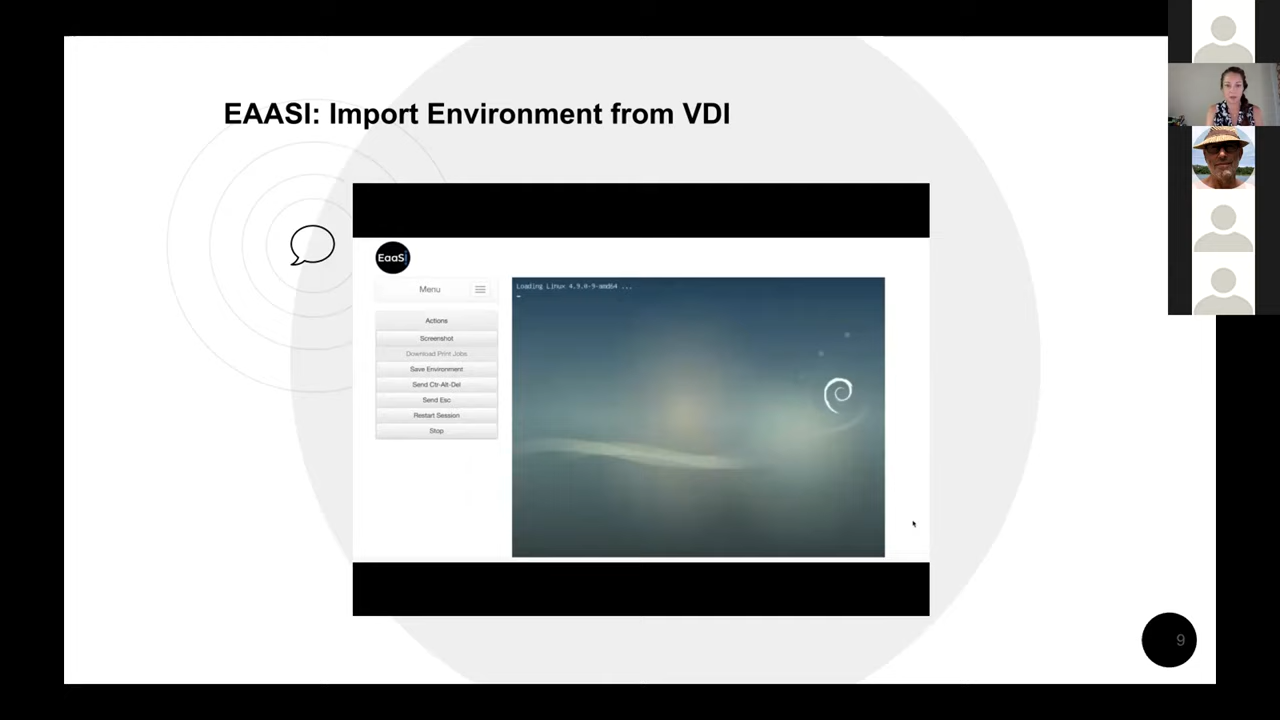 EAASI: Import Environment from VDI
EaaSi
Menu
Actions
Screenshot
Download Print Jobs
Save Environment
Send Ctr-Alt-Del
Send Esc
Restart Session
Stop
Loading Linux 4.9.0-9-amd64 ...
9